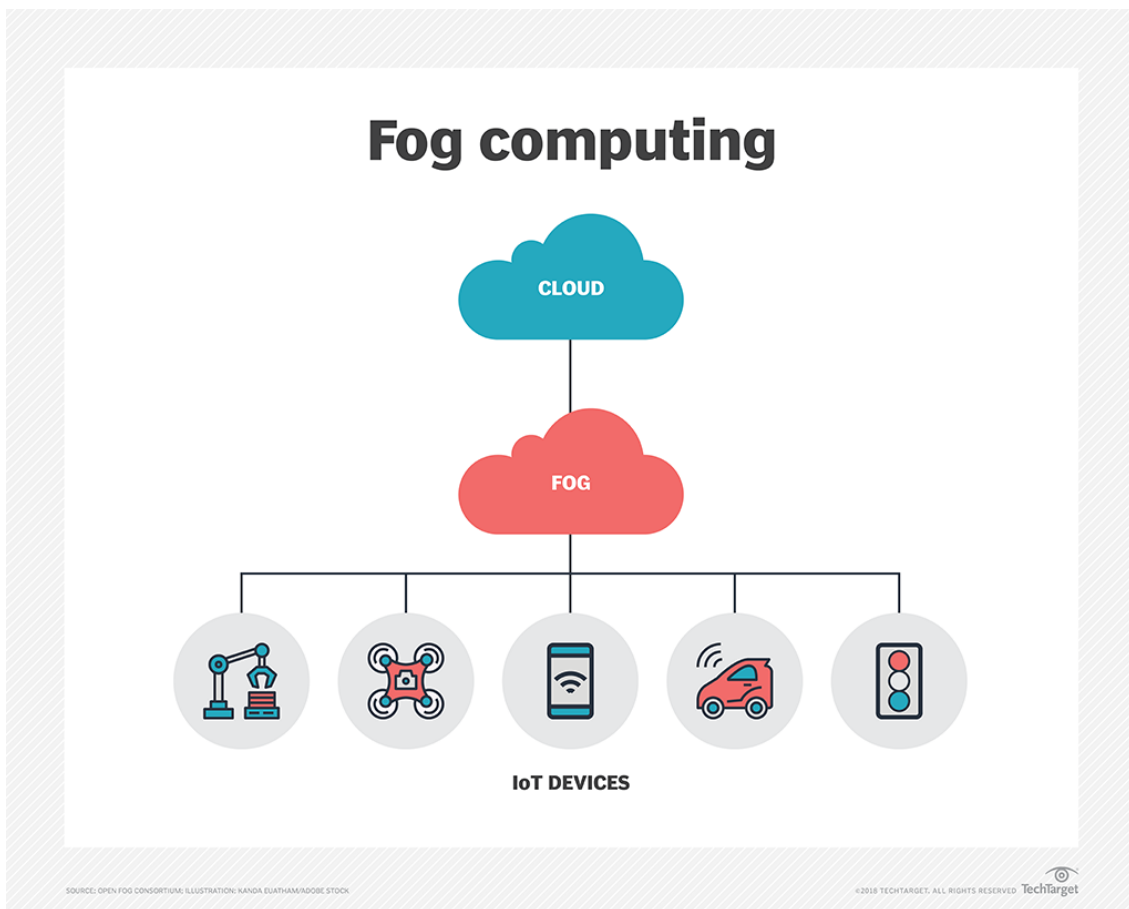 Fog computing
CLOUD
FOG
IoT DEVICES
SOURCE: OPEN FOG CONSORTIUM; ILLUSTRATION: KANDA EUATHAM/ADOBE STOCK
©2018 TECHTARGET. ALL RIGHTS RESERVED TechTarget